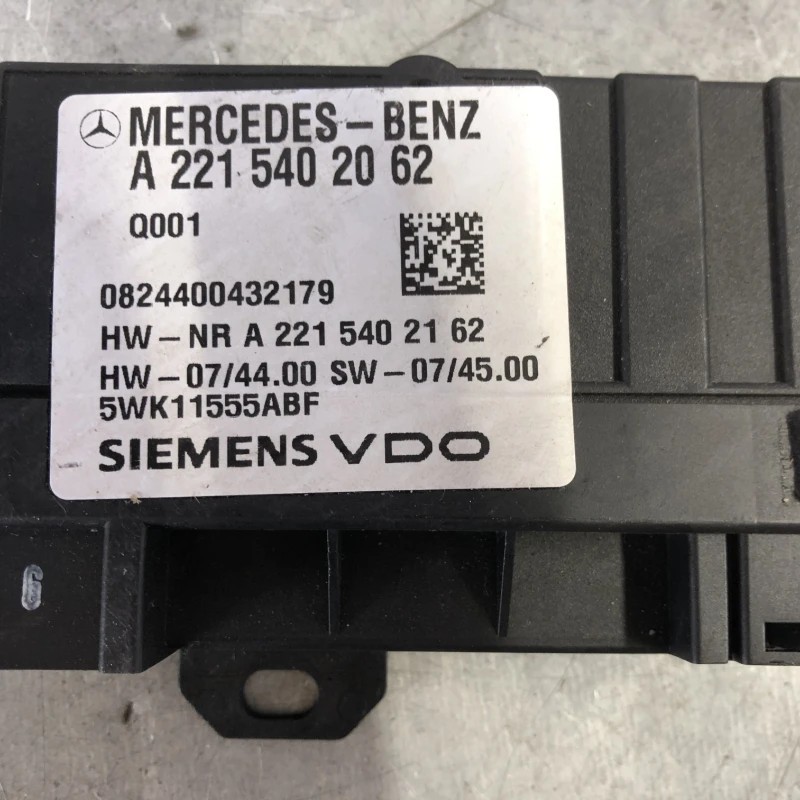 MERCEDES-BENZ
A 221 540 20 62
Q001
0824400432179
HW-NR A 221 540 21 62
HW-07/44.00 SW-07/45.00
5WK11555ABF
SIEMENS VDO